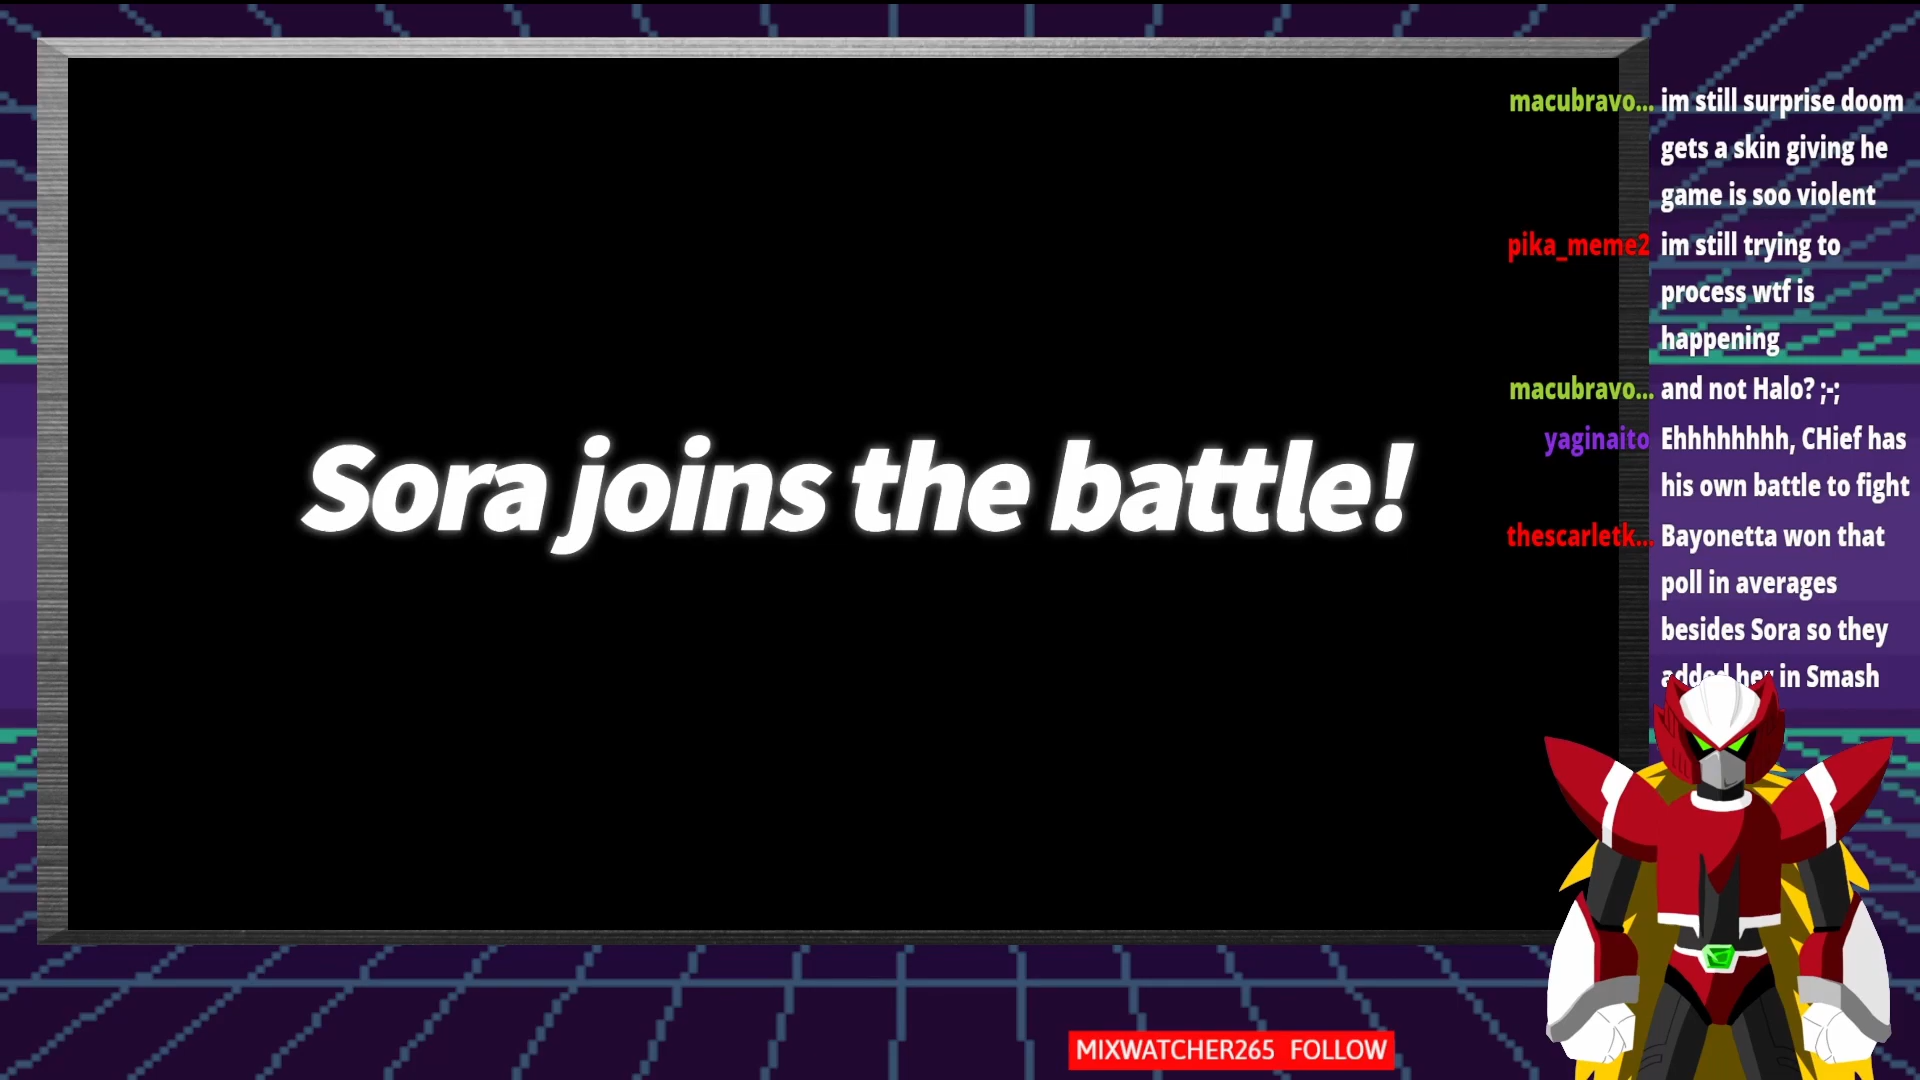 Sora joins the battle!
macubravo... im still surprise doom
gets a skin giving he
game is soo violent
pika_meme2 im still trying to
process wtf is
happening
macubravo... and not Halo? ;-;
yaginaito Ehhhhhhhh, CHief has
his own battle to fight
thescarletk... Bayonetta won that
poll in averages
besides Sora so they
added her in Smash
MIXWATCHER265 FOLLOW